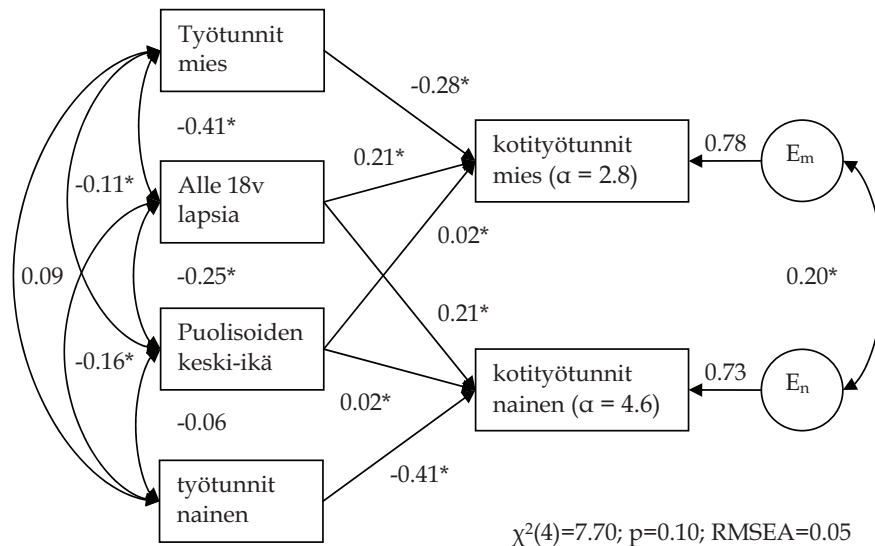 Työtunnit
mies
-0.28*
-0.41*
kotityötunnit
mies (α = 2.8)
0.78
Em
0.21*
-0.11*
Alle 18v
lapsia
0.02*
0.09
-0.25*
0.20*
0.21*
Puolisoiden
keski-ikä
-0.16*
kotityötunnit
nainen (α = 4.6)
0.73
En
0.02*
-0.06
-0.41*
työtunnit
nainen
χ²(4)=7.70; p=0.10; RMSEA=0.05